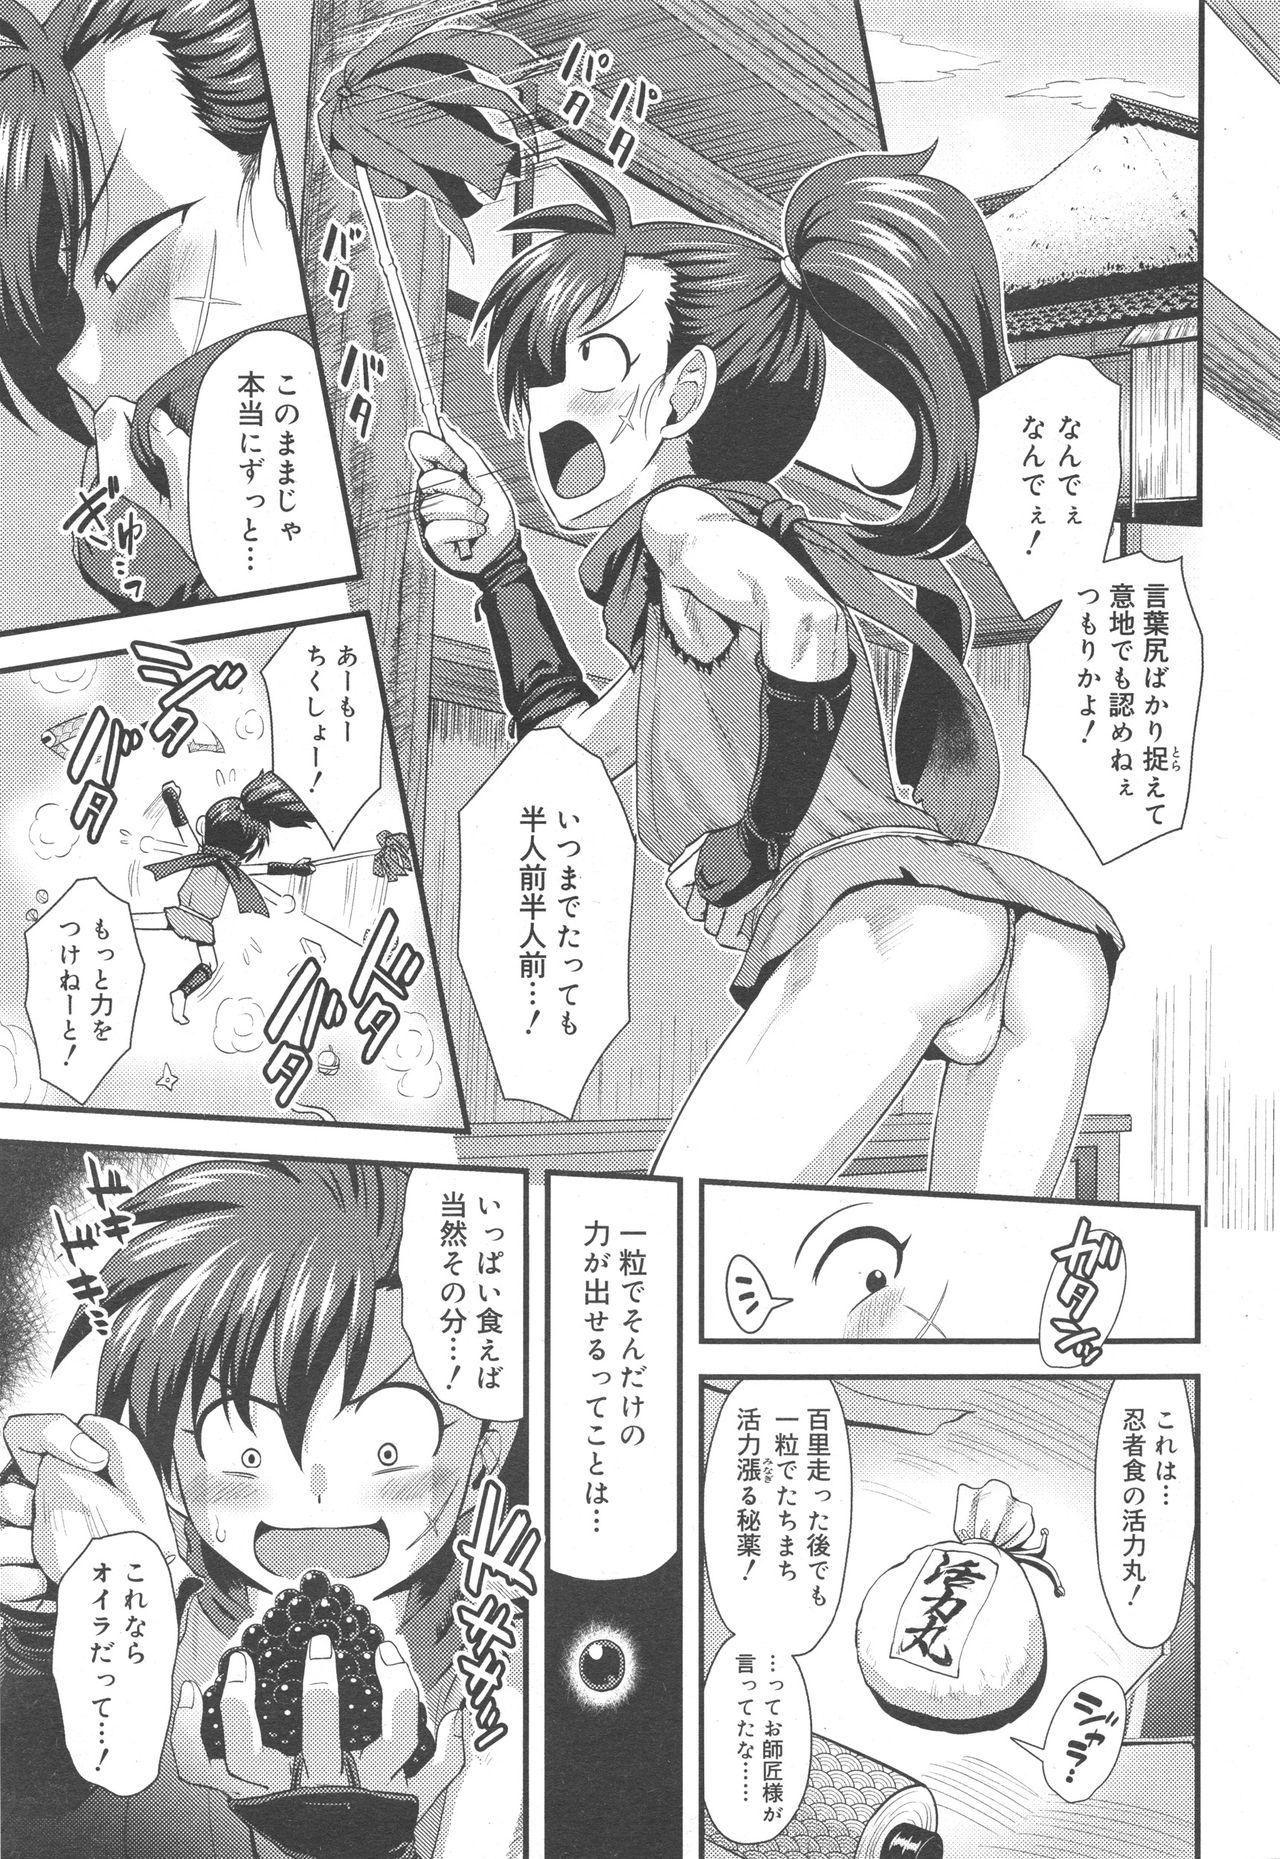 パタ
パタ
パタ
バタ
バタ
なんでぇ
なんでぇ！
言葉尻ばかり捉えて
とら
意地でも認めねぇ
つもりかよ！
いつまでたっても
半人前半人前…！
このままじゃ
本当にずっと…
ぎゅ…っ
あーもー
ちくしょー！
ジタ
バタ
もっと力を
つけねーと！
ジタ
バタ
ゼタンッ
これは…
忍者食の活力丸！
活力丸
ジャラ…
百里走った後でも
一粒でたちまち
活力漲る秘薬！
みなぎ
…ってお師匠様が
言ってたな……
一粒でそんだけの
力が出せるってことは…
いっぱい食えば
当然その分…！
これなら
オイラだって…！